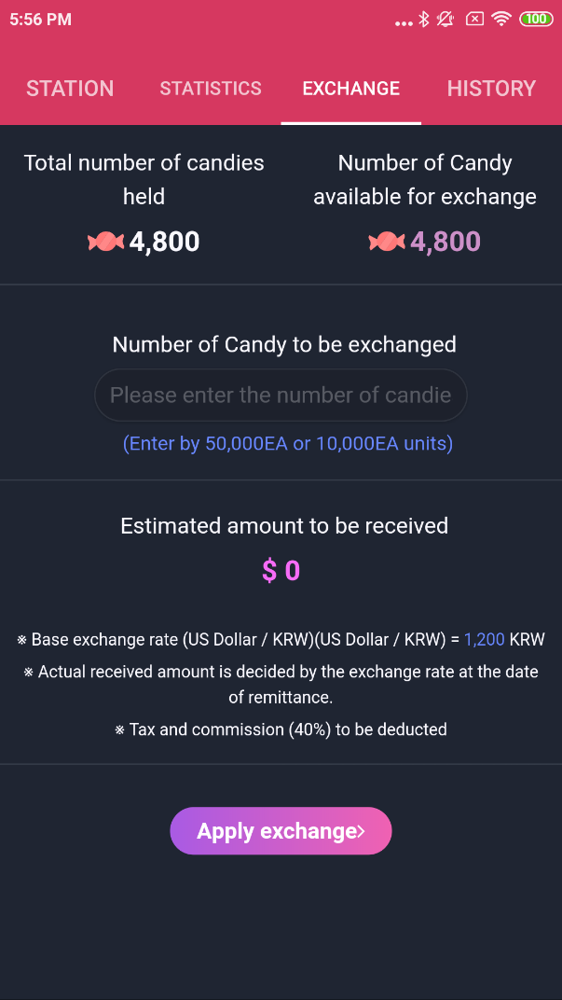 5:56 PM
100
STATION
STATISTICS
EXCHANGE
HISTORY
Total number of candies
held
4,800
Number of Candy
available for exchange
4,800
Number of Candy to be exchanged
Please enter the number of candie
(Enter by 50,000EA or 10,000EA units)
Estimated amount to be received
$ 0
※ Base exchange rate (US Dollar / KRW)(US Dollar / KRW) = 1,200 KRW
※ Actual received amount is decided by the exchange rate at the date
of remittance.
※ Tax and commission (40%) to be deducted
Apply exchange>